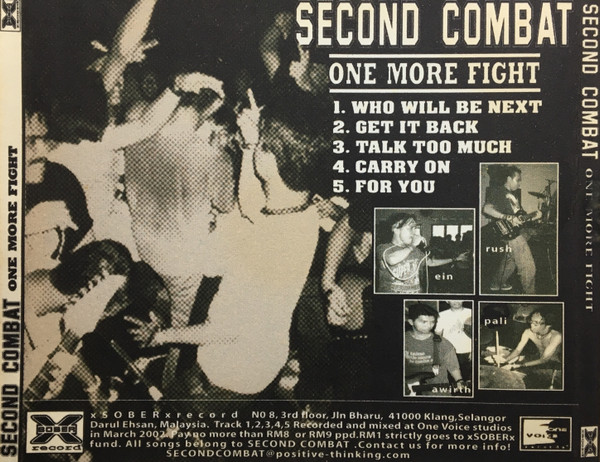 SECOND COMBAT
ONE MORE FIGHT
1. WHO WILL BE NEXT
2. GET IT BACK
3. TALK TOO MUCH
4. CARRY ON
5. FOR YOU
ein
rush
awirth
pali
SECOND COMBAT ONE MORE FIGHT
SECOND COMBAT ONE MORE FIGHT
X
SOBER
record
xSOBERxrecord N0 8, 3rd floor, Jln Bharu, 41000 Klang,Selangor
Darul Ehsan, Malaysia. Track 1,2,3,4,5 Recorded and mixed at One Voice studios
in March 2002.Pay no more than RM8 or RM9 ppd.RM1 strictly goes to xSOBERx
fund. All songs belong to SECOND COMBAT .Contact us for more info!
SECONDCOMBAT@positive-thinking.com
one
voice